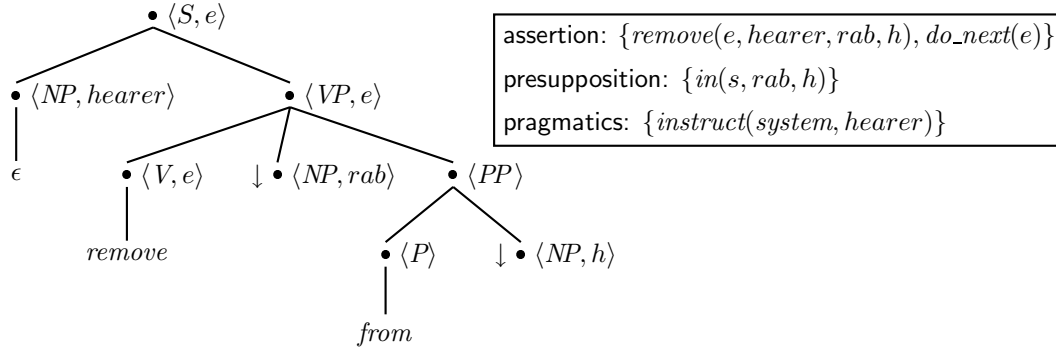 ⟨S, e⟩
assertion: {remove(e, hearer, rab, h), do_next(e)}
presupposition: {in(s, rab, h)}
pragmatics: {instruct(system, hearer)}
⟨NP, hearer⟩ ⟨VP, e⟩
ϵ ⟨V, e⟩ ↓ ⟨NP, rab⟩ ⟨PP⟩
remove ⟨P⟩ ↓ ⟨NP, h⟩
from